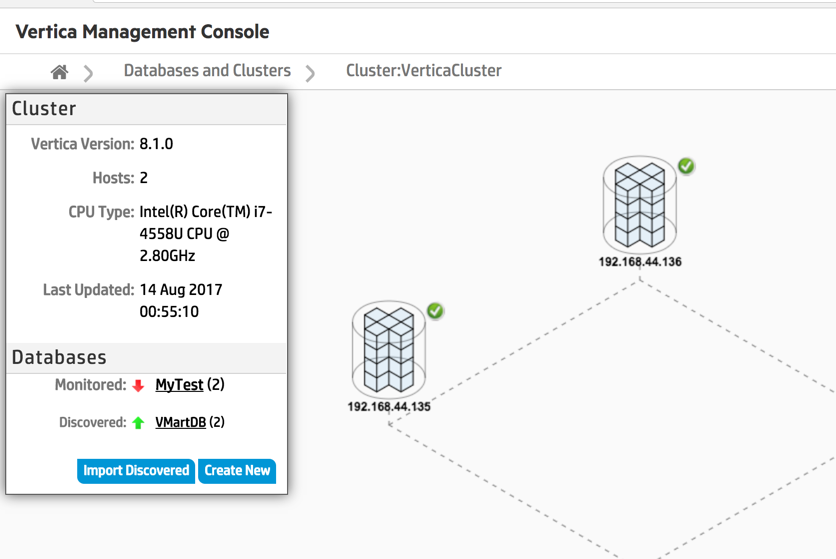 Vertica Management Console
Databases and Clusters
Cluster:VerticaCluster
Cluster
Vertica Version: 8.1.0
Hosts: 2
CPU Type: Intel(R) Core(TM) i7-
4558U CPU @
2.80GHz
Last Updated: 14 Aug 2017
00:55:10
Databases
Monitored: MyTest (2)
Discovered: VMartDB (2)
Import Discovered Create New
192.168.44.136
192.168.44.135